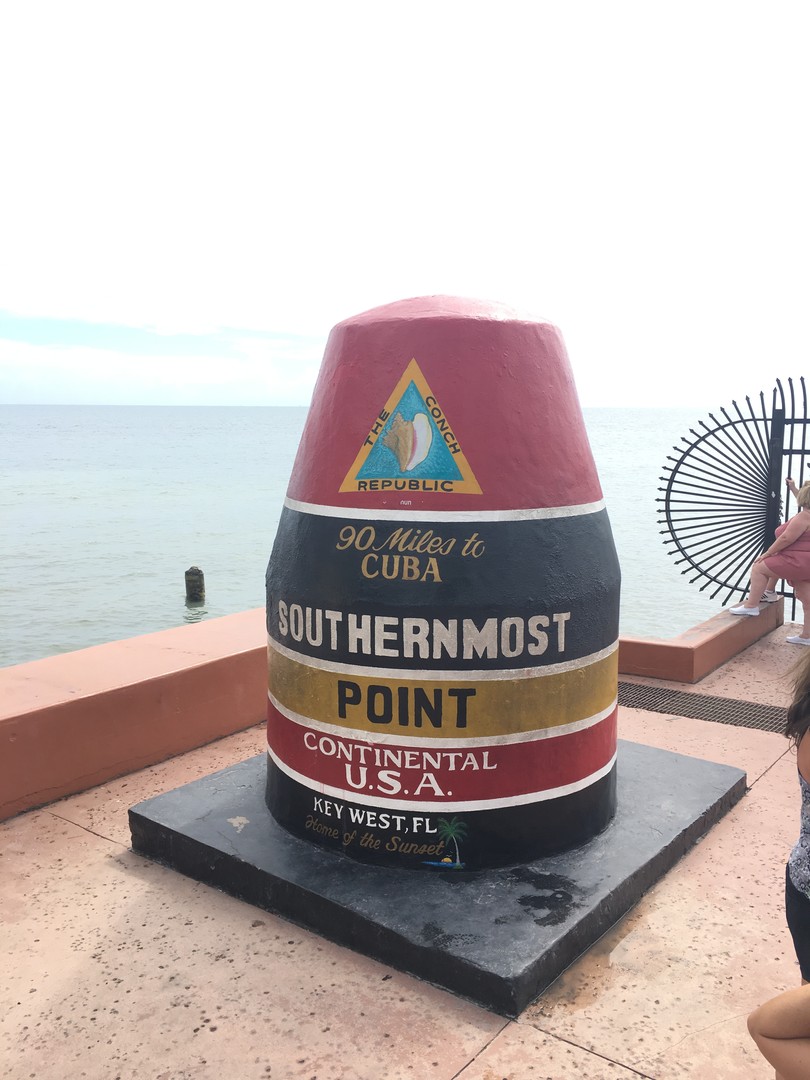 THE CONCH
REPUBLIC
90 Miles to
CUBA
SOUTHERNMOST
POINT
CONTINENTAL
U.S.A.
KEY WEST, FL
Home of the Sunset